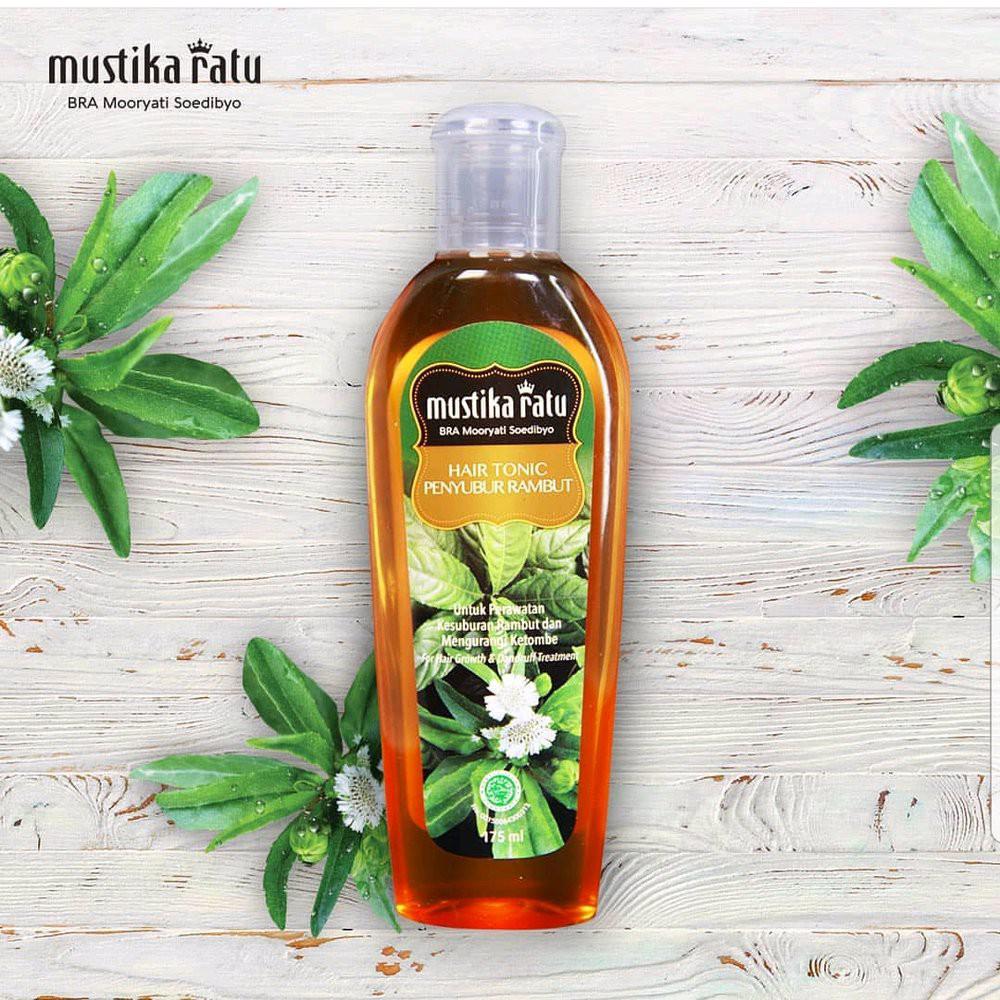 mustika ratu
BRA Mooryati Soedibyo
mustika ratu
BRA Mooryati Soedibyo
HAIR TONIC
PENYUBUR RAMBUT
Untuk Perawatan
Kesuburan Rambut dan
Mengurangi Ketombe
For Hair Growth & Dandruff Treatment
175 ml